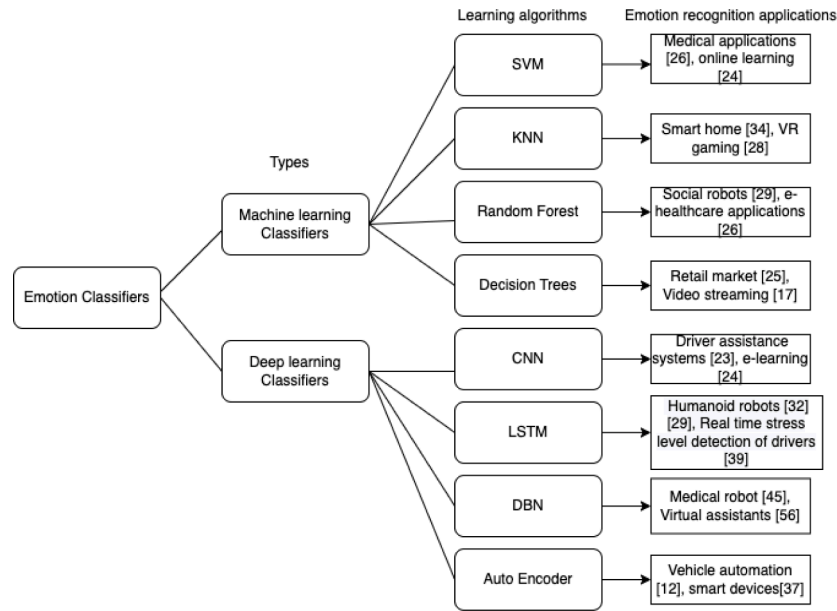 Learning algorithms
Emotion recognition applications
SVM
Medical applications
[26], online learning
[24]
KNN
Smart home [34], VR
gaming [28]
Types
Machine learning
Classifiers
Random Forest
Social robots [29], e-
healthcare applications
[26]
Emotion Classifiers
Decision Trees
Retail market [25],
Video streaming [17]
Deep learning
Classifiers
CNN
Driver assistance
systems [23], e-learning
[24]
LSTM
Humanoid robots [32]
[29], Real time stress
level detection of drivers
[39]
DBN
Medical robot [45],
Virtual assistants [56]
Auto Encoder
Vehicle automation
[12], smart devices[37]